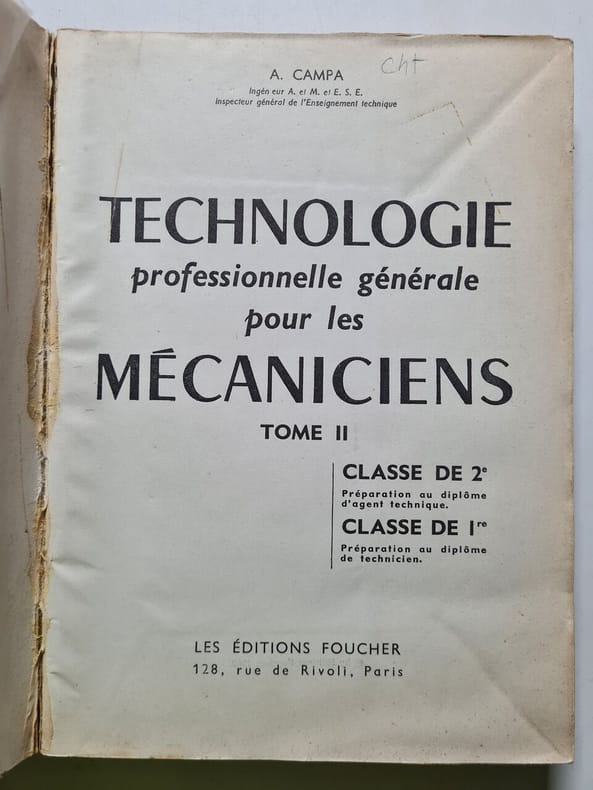 A. CAMPA
Ingén eur A. et M. et E. S. E.
Inspecteur général de l'Enseignement technique
cht
TECHNOLOGIE
professionnelle générale
pour les
MÉCANICIENS
TOME II
CLASSE DE 2e
Préparation au diplôme
d'agent technique.
CLASSE DE 1re
Préparation au diplôme
de technicien.
LES ÉDITIONS FOUCHER
128, rue de Rivoli, Paris